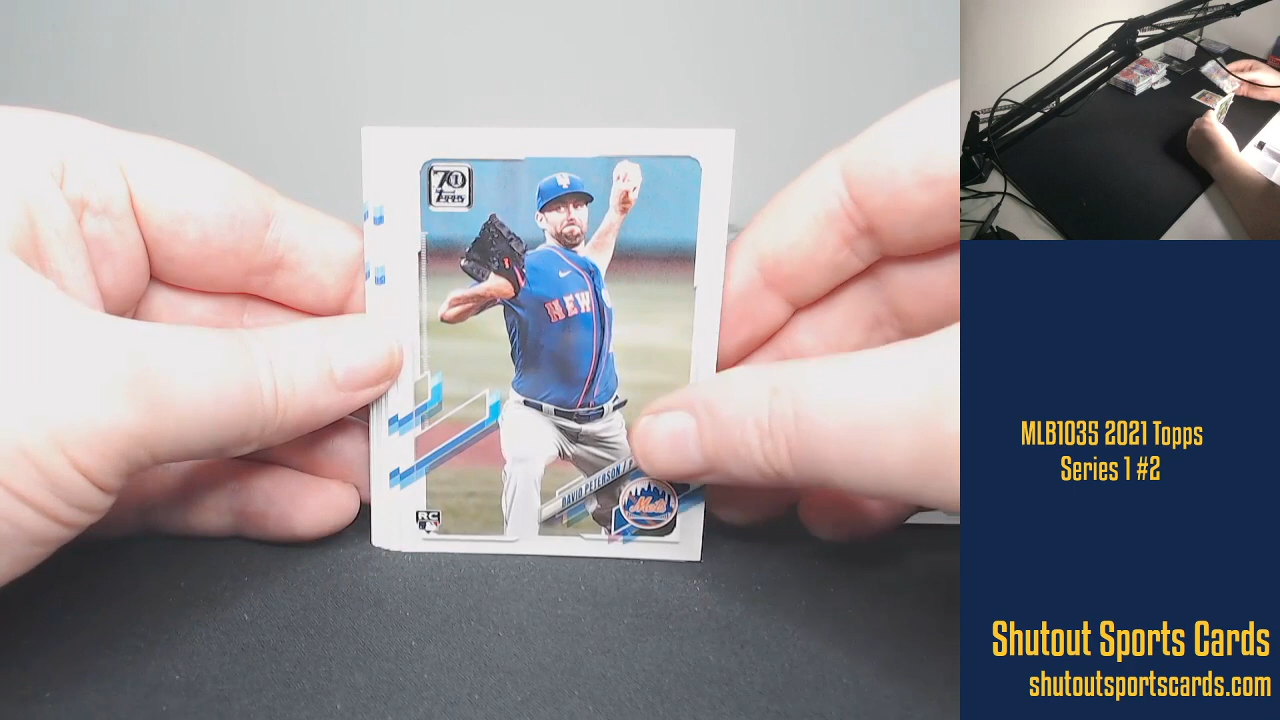 70
TOPPS
NEW
DAVID PETERSON / P
Mets
RC
MLB1035 2021 Topps
Series 1 #2
Shutout Sports Cards
shutoutsportscards.com